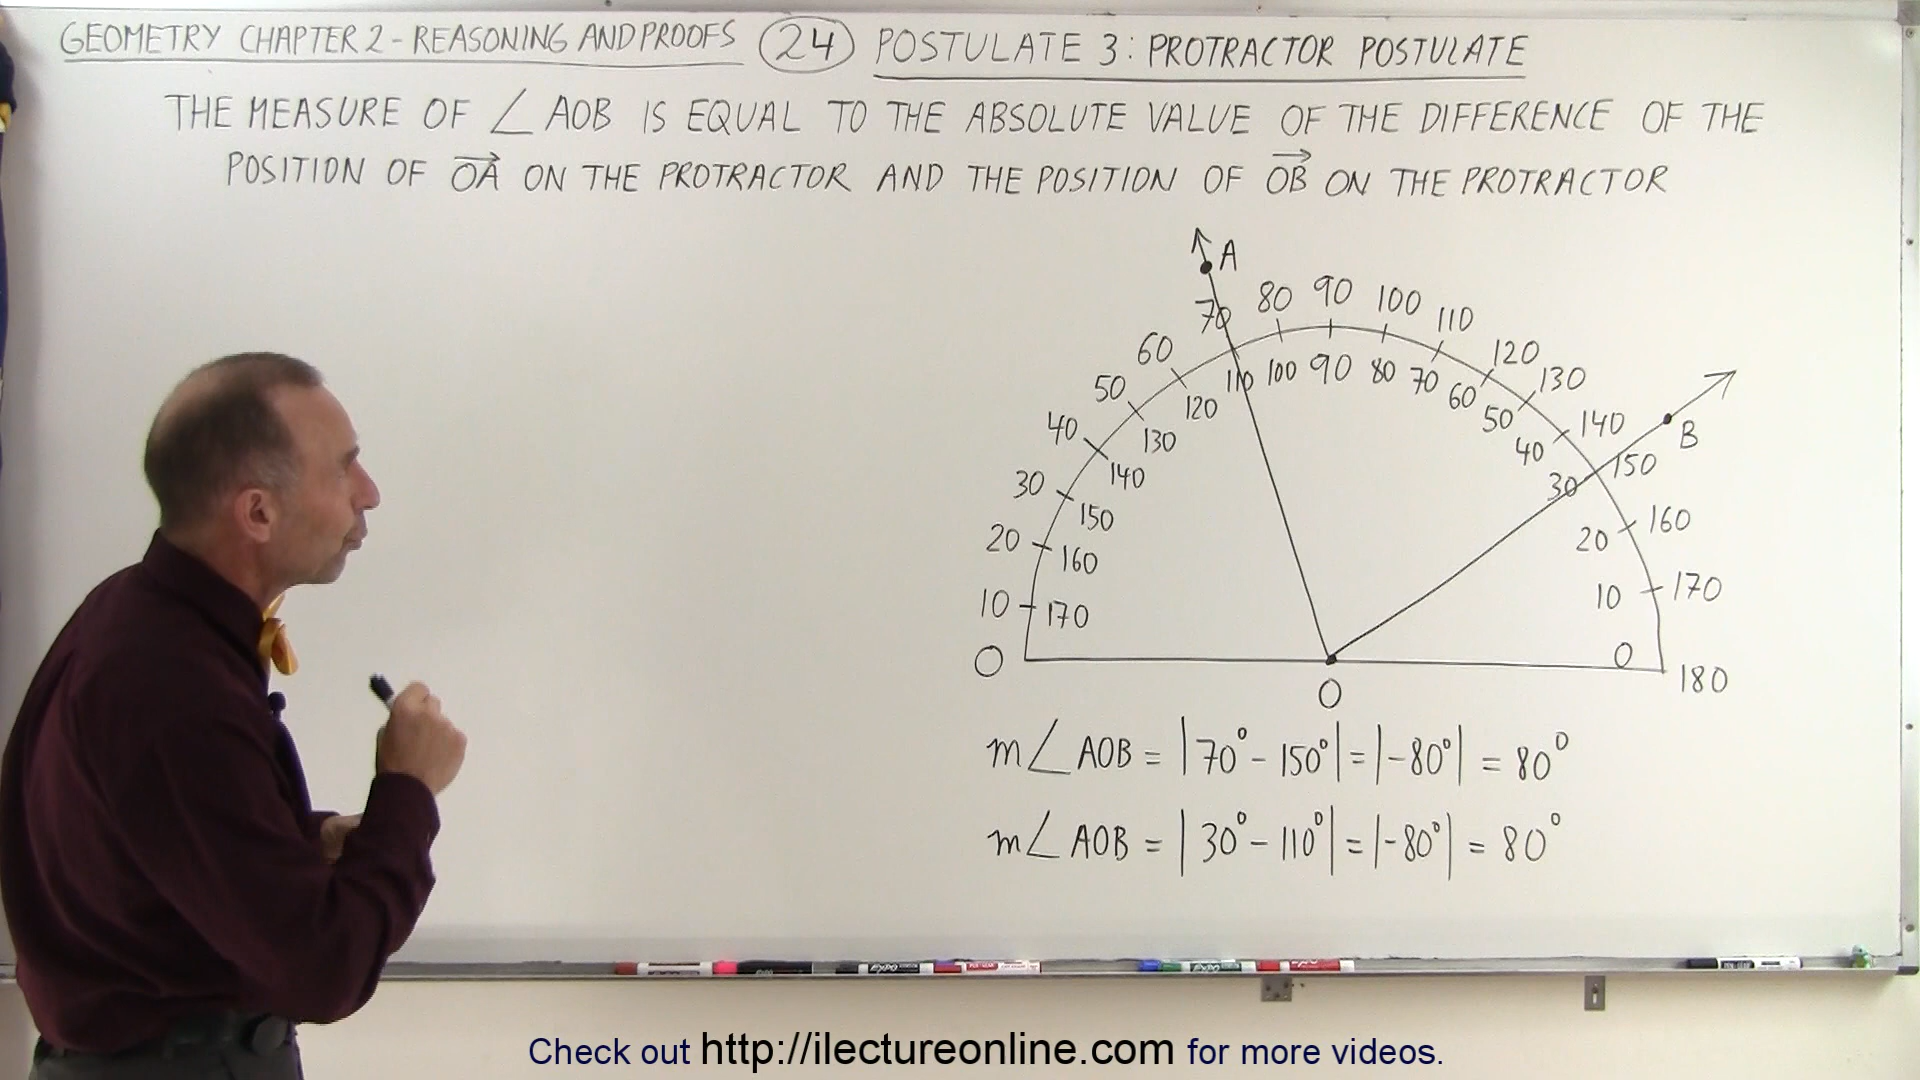 GEOMETRY CHAPTER 2 - REASONING AND PROOFS 24 POSTULATE 3: PROTRACTOR POSTULATE
THE MEASURE OF ∠ AOB IS EQUAL TO THE ABSOLUTE VALUE OF THE DIFFERENCE OF THE
POSITION OF OA→ ON THE PROTRACTOR AND THE POSITION OF OB→ ON THE PROTRACTOR
A
70 80 90 100 110
60 120
110 100 90 80 70
50 130
120 60
40 140 B
130 50
30 150
140 40
150 30
20 160
160 20
10 170
170 10
0 0 180
O
m∠ AOB = |70° - 150°| = |-80°| = 80°
m∠ AOB = |30° - 110°| = |-80°| = 80°
EXPO
EXPO
Check out http://ilectureonline.com for more videos.